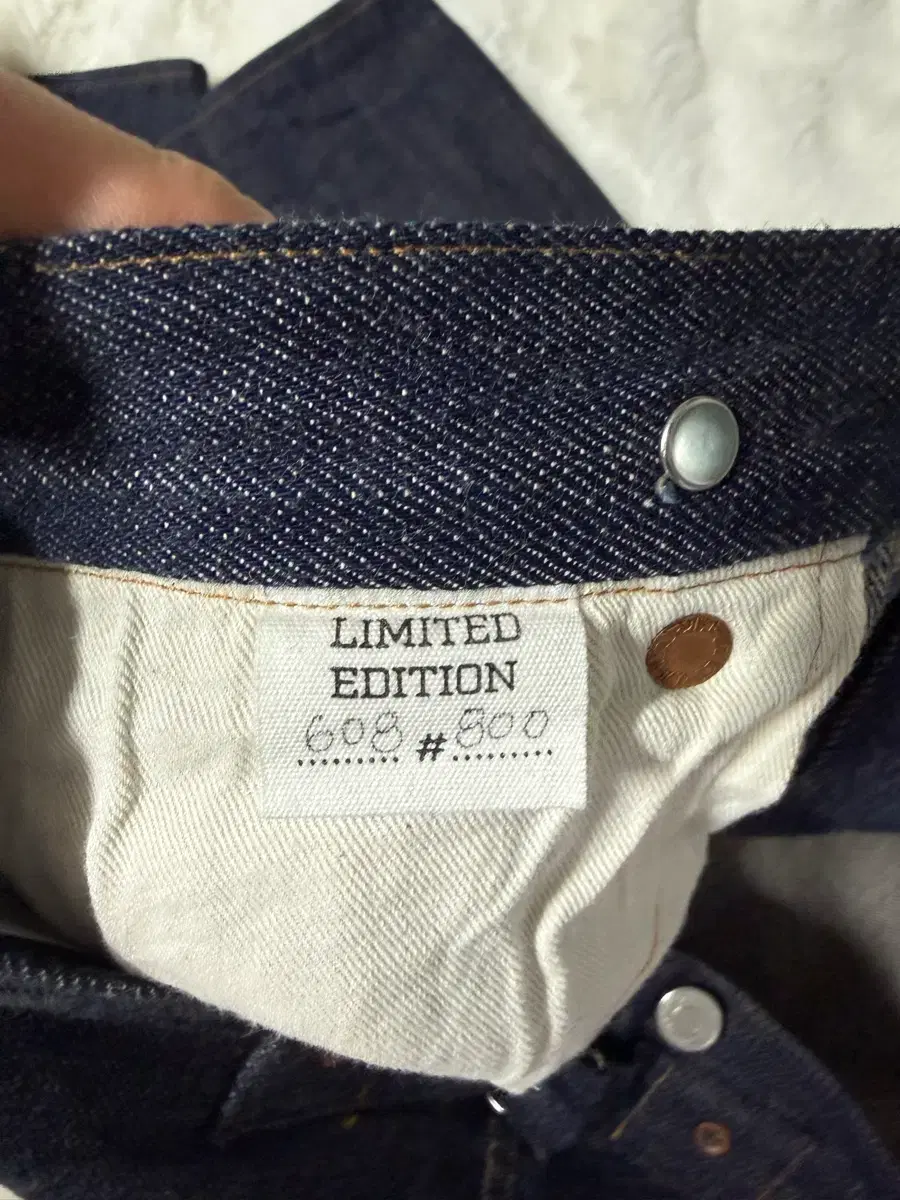 LIMITED
EDITION
608 # 800